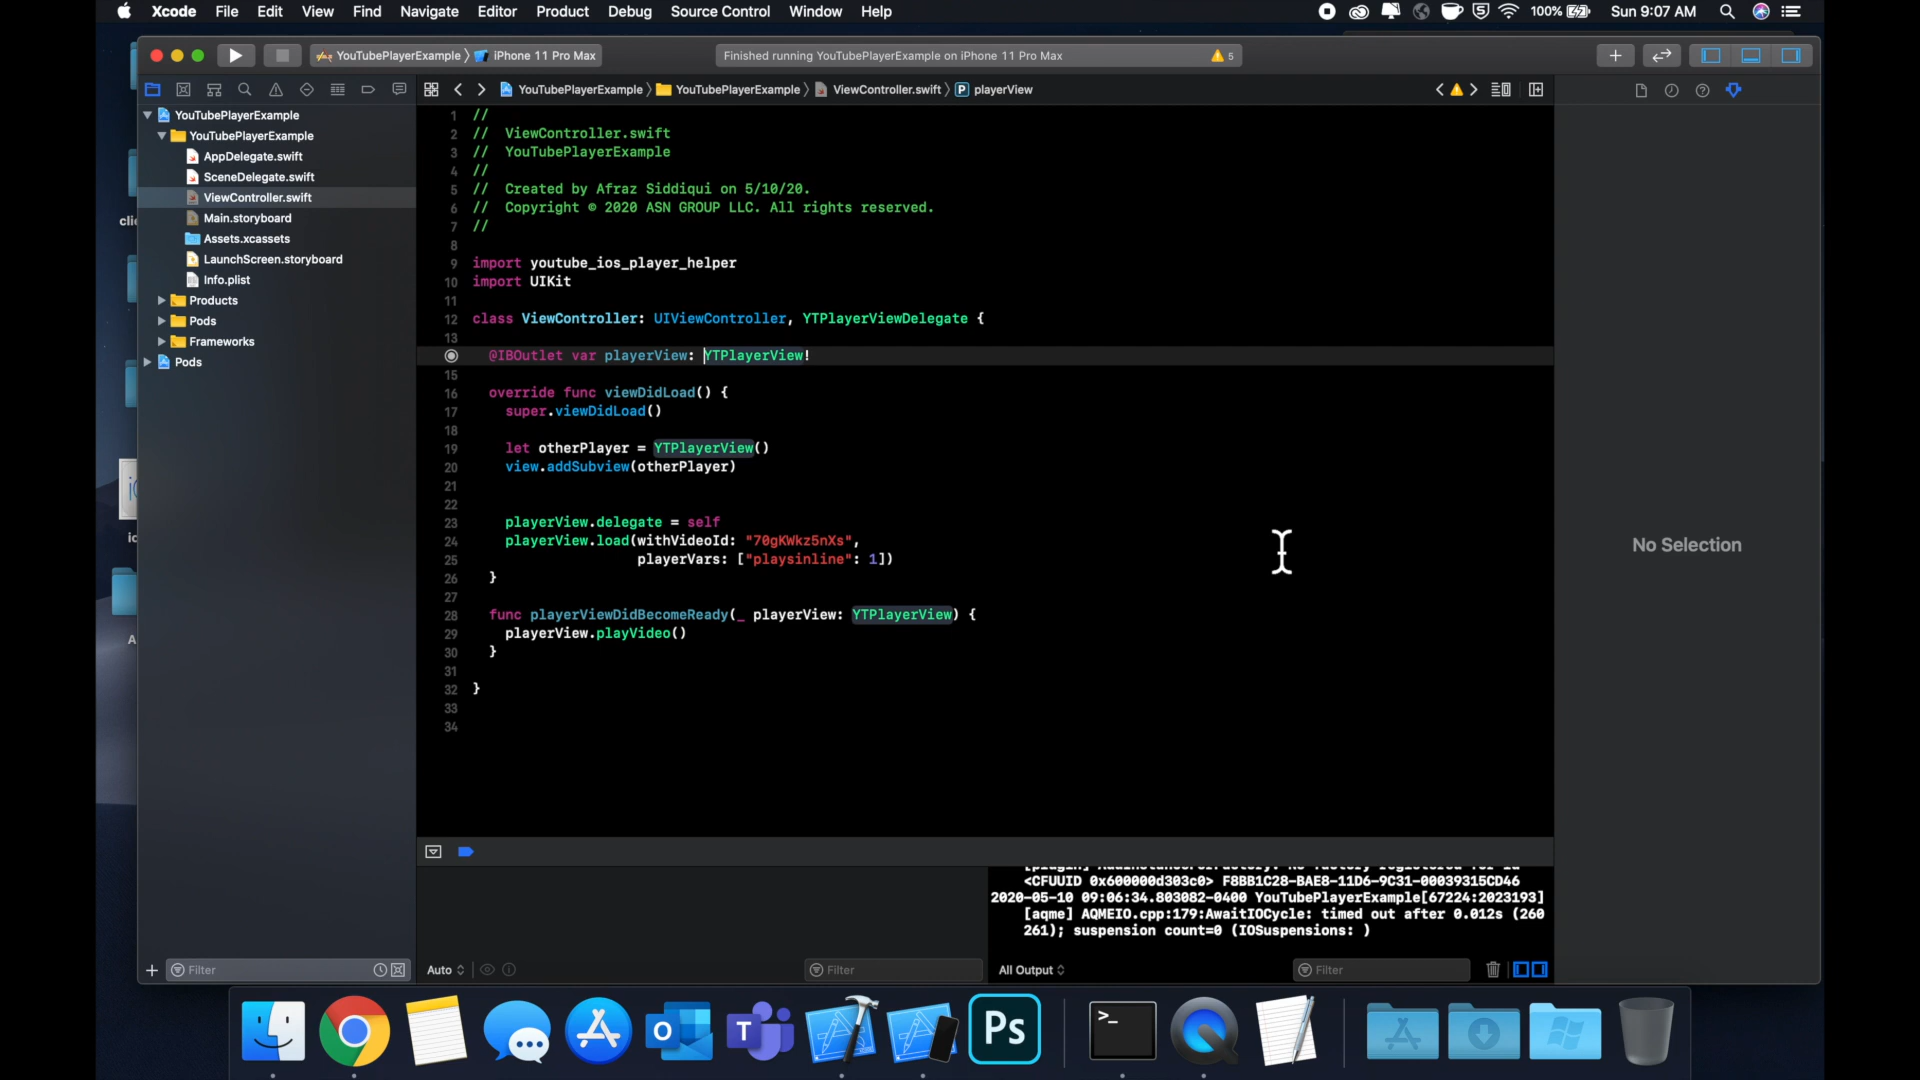 Xcode File Edit View Find Navigate Editor Product Debug Source Control Window Help 100% Sun 9:07 AM
YouTubePlayerExample iPhone 11 Pro Max Finished running YouTubePlayerExample on iPhone 11 Pro Max 5
YouTubePlayerExample YouTubePlayerExample ViewController.swift P playerView
YouTubePlayerExample
YouTubePlayerExample
AppDelegate.swift
SceneDelegate.swift
ViewController.swift
Main.storyboard
Assets.xcassets
LaunchScreen.storyboard
Info.plist
Products
Pods
Frameworks
Pods
1 //
2 // ViewController.swift
3 // YouTubePlayerExample
4 //
5 // Created by Afraz Siddiqui on 5/10/20.
6 // Copyright © 2020 ASN GROUP LLC. All rights reserved.
7 //
8
9 import youtube_ios_player_helper
10 import UIKit
11
12 class ViewController: UIViewController, YTPlayerViewDelegate {
13
@IBOutlet var playerView: YTPlayerView!
15
16 override func viewDidLoad() {
17 super.viewDidLoad()
18
19 let otherPlayer = YTPlayerView()
20 view.addSubview(otherPlayer)
21
22
23 playerView.delegate = self
24 playerView.load(withVideoId: "70gKWkz5nXs",
25 playerVars: ["playsinline": 1])
26 }
27
28 func playerViewDidBecomeReady(_ playerView: YTPlayerView) {
29 playerView.playVideo()
30 }
31
32 }
33
34
No Selection
<CFUUID 0x600000d303c0> F8BB1C28-BAE8-11D6-9C31-00039315CD46
2020-05-10 09:06:34.803082-0400 YouTubePlayerExample[67224:2023193]
[aqme] AQMEIO.cpp:179:AwaitIOCycle: timed out after 0.012s (260
261); suspension count=0 (IOSuspensions: )
Filter Auto Filter All Output Filter
clie
ic
A
Ps